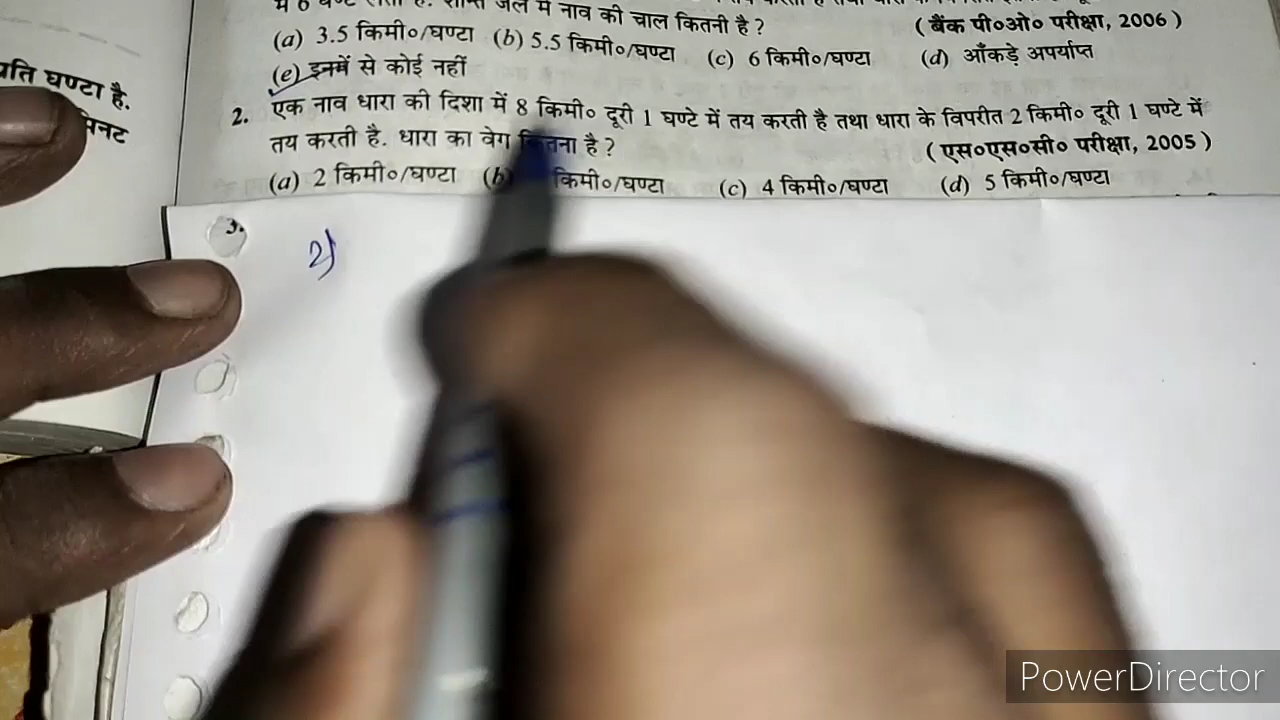 में 6 घण्टे लेती है. शान्त जल में नाव की चाल कितनी है ?
( बैंक पी०ओ० परीक्षा, 2006 )
(a) 3.5 किमी०/घण्टा (b) 5.5 किमी०/घण्टा (c) 6 किमी०/घण्टा (d) आँकड़े अपर्याप्त
(e) इनमें से कोई नहीं
प्रति घण्टा है.
मिनट
2. एक नाव धारा की दिशा में 8 किमी० दूरी 1 घण्टे में तय करती है तथा धारा के विपरीत 2 किमी० दूरी 1 घण्टे में
तय करती है. धारा का वेग कितना है ?
( एस०एस०सी० परीक्षा, 2005 )
(a) 2 किमी०/घण्टा (b) किमी०/घण्टा (c) 4 किमी०/घण्टा (d) 5 किमी०/घण्टा
3.
2)
PowerDirector